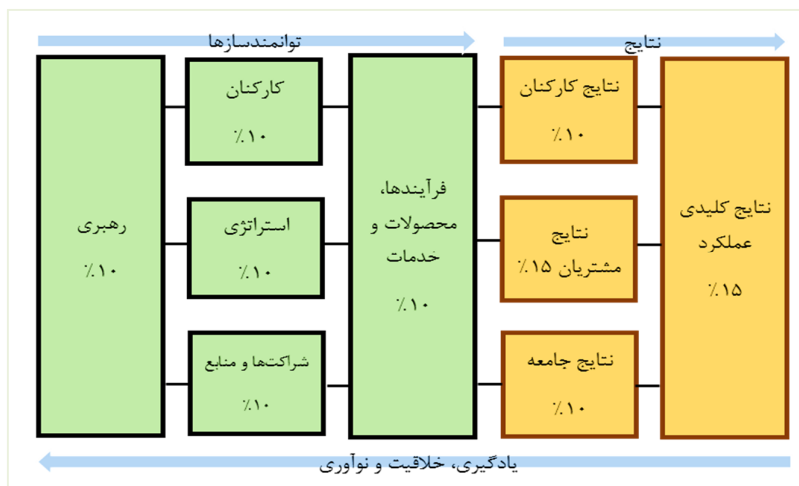 توانمندسازها
نتایج
رهبری
٪۱۰
کارکنان
٪۱۰
استراتژی
٪۱۰
شراکت‌ها و منابع
٪۱۰
فرآیندها،
محصولات و
خدمات
٪۱۰
نتایج کارکنان
٪۱۰
نتایج
مشتریان ۱۵٪
نتایج جامعه
٪۱۰
نتایج کلیدی
عملکرد
٪۱۵
یادگیری، خلاقیت و نوآوری